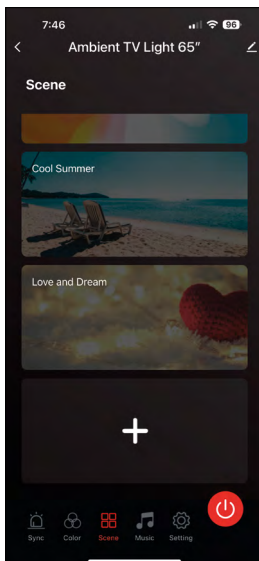 7:46
96
Ambient TV Light 65"
Scene
Cool Summer
Love and Dream
Sync
Color
Scene
Music
Setting